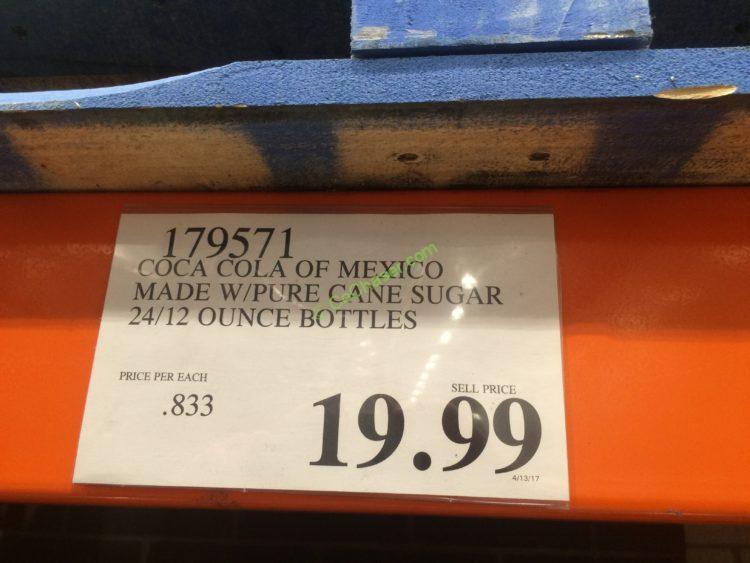 179571
COCA COLA OF MEXICO
MADE W/PURE CANE SUGAR
24/12 OUNCE BOTTLES
PRICE PER EACH
.833
SELL PRICE
19.99
4/13/17